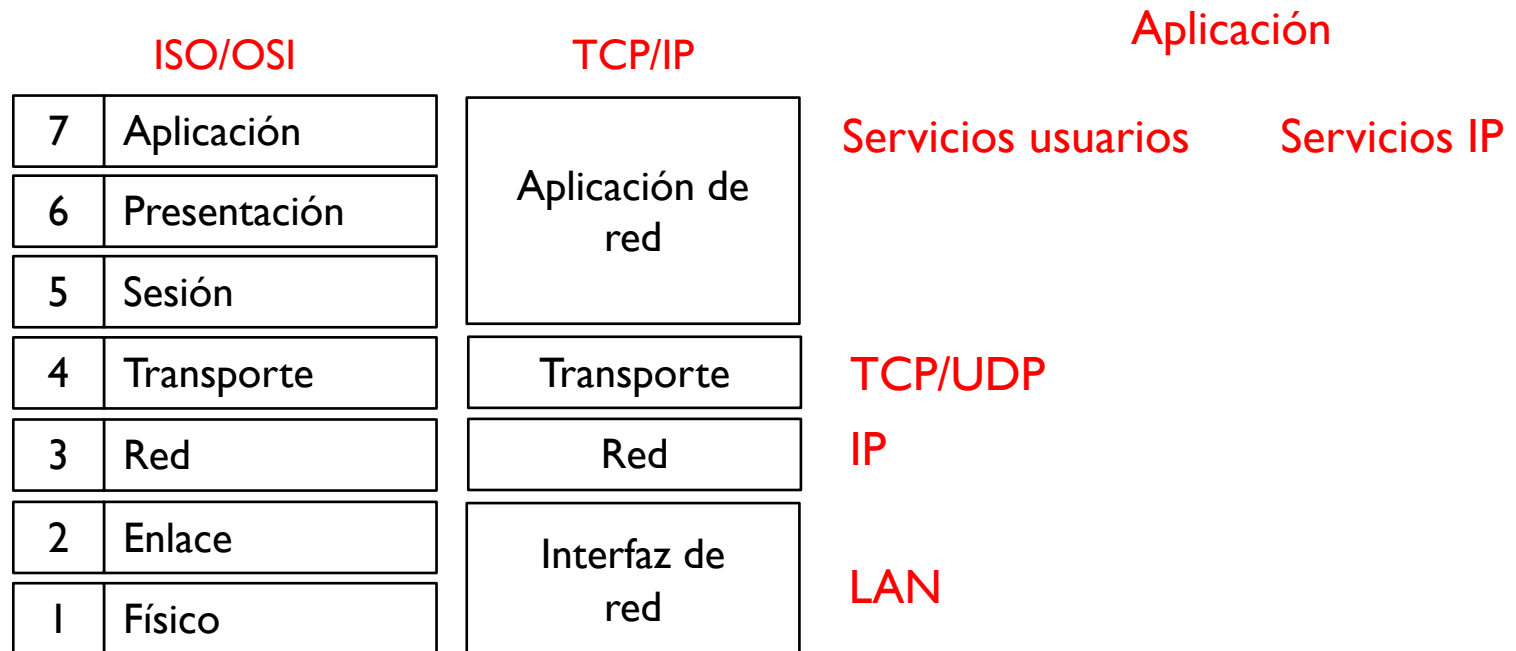 Aplicación
ISO/OSI TCP/IP
7 Aplicación
Servicios usuarios Servicios IP
6 Presentación
Aplicación de
red
5 Sesión
4 Transporte Transporte TCP/UDP
3 Red Red IP
2 Enlace
Interfaz de
red
LAN
1 Físico